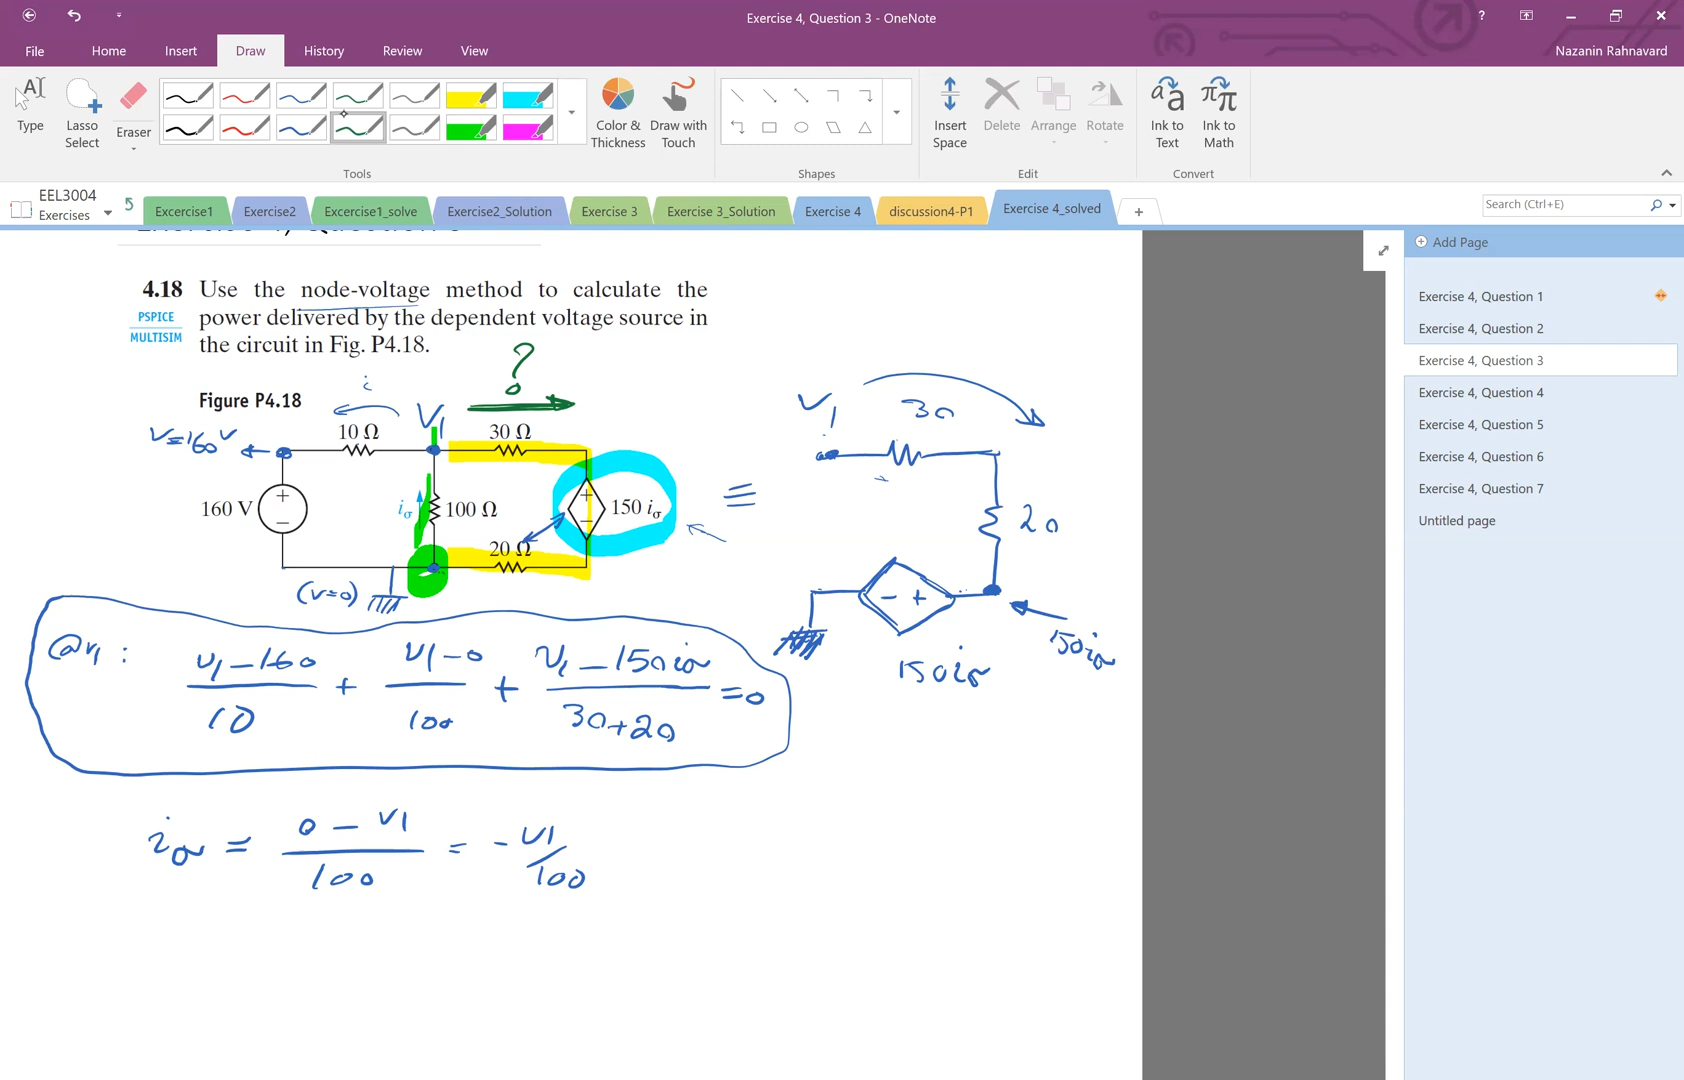 Exercise 4, Question 3 - OneNote
?
File
Home
Insert
Draw
History
Review
View
Nazanin Rahnavard
Type
Lasso Select
Eraser
Color & Thickness
Draw with Touch
Insert Space
Delete
Arrange
Rotate
Ink to Text
Ink to Math
Tools
Shapes
Edit
Convert
EEL3004
Exercises
Excercise1
Exercise2
Excercise1_solve
Exercise2_Solution
Exercise 3
Exercise 3_Solution
Exercise 4
discussion4-P1
Exercise 4_solved
+
Search (Ctrl+E)
Add Page
Exercise 4, Question 1
Exercise 4, Question 2
Exercise 4, Question 3
Exercise 4, Question 4
Exercise 4, Question 5
Exercise 4, Question 6
Exercise 4, Question 7
Untitled page
4.18 Use the node-voltage method to calculate the
PSPICE
power delivered by the dependent voltage source in
MULTISIM
the circuit in Fig. P4.18.
?
Figure P4.18
i
V1
V=160V
10 Ω
30 Ω
160 V
+
−
iσ
100 Ω
+
−
150 iσ
20 Ω
(v=0)
≡
V1
30
20
− +
150iσ
150iσ
@v1 : (v1 − 160)/10 + (v1 − 0)/100 + (v1 − 150iσ)/(30+20) = 0
iσ = (0 − v1)/100 = − v1/100